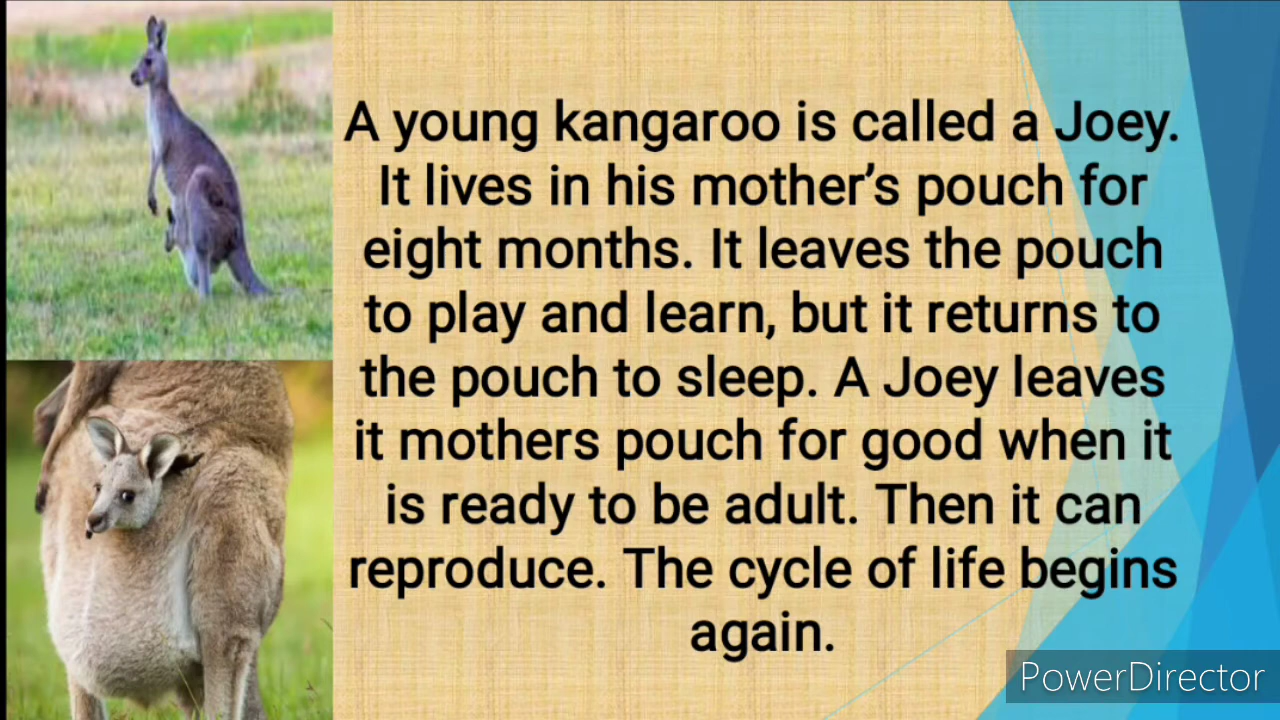 A young kangaroo is called a Joey.
It lives in his mother’s pouch for
eight months. It leaves the pouch
to play and learn, but it returns to
the pouch to sleep. A Joey leaves
it mothers pouch for good when it
is ready to be adult. Then it can
reproduce. The cycle of life begins
again.
PowerDirector